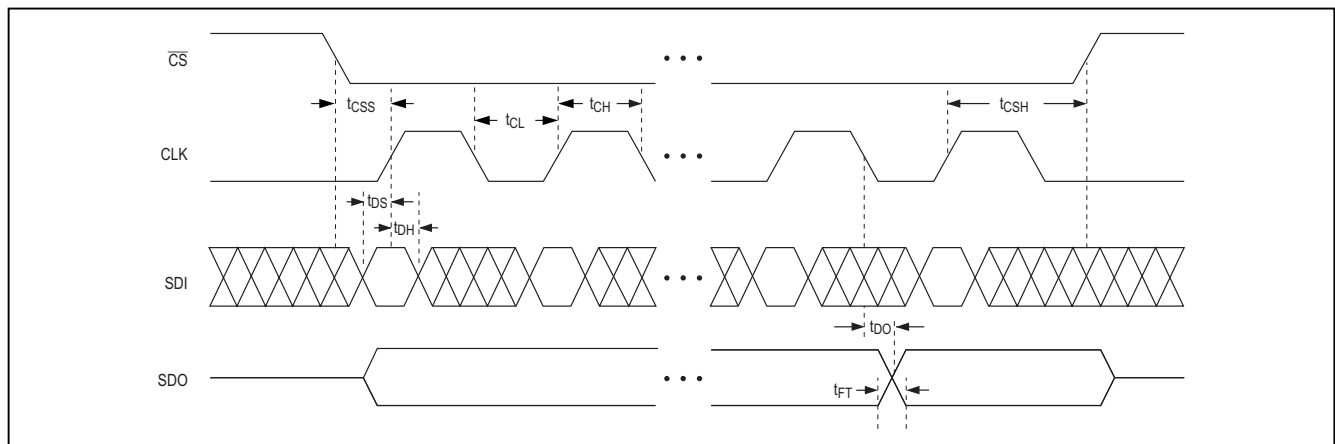 CS
tCSS
tCL
tCH
tCSH
CLK
tDS
tDH
SDI
tDO
SDO
tFT